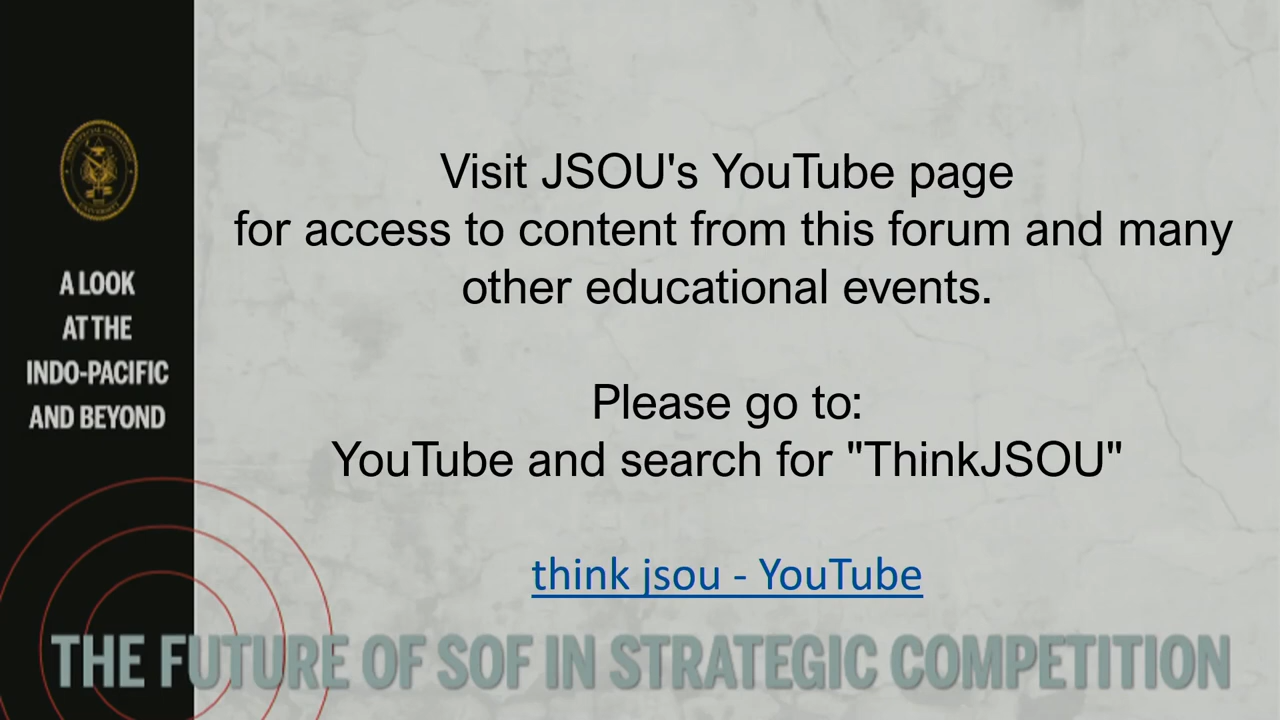 A LOOK
AT THE
INDO-PACIFIC
AND BEYOND
Visit JSOU's YouTube page
for access to content from this forum and many
other educational events.
Please go to:
YouTube and search for "ThinkJSOU"
think jsou - YouTube
THE FUTURE OF SOF IN STRATEGIC COMPETITION